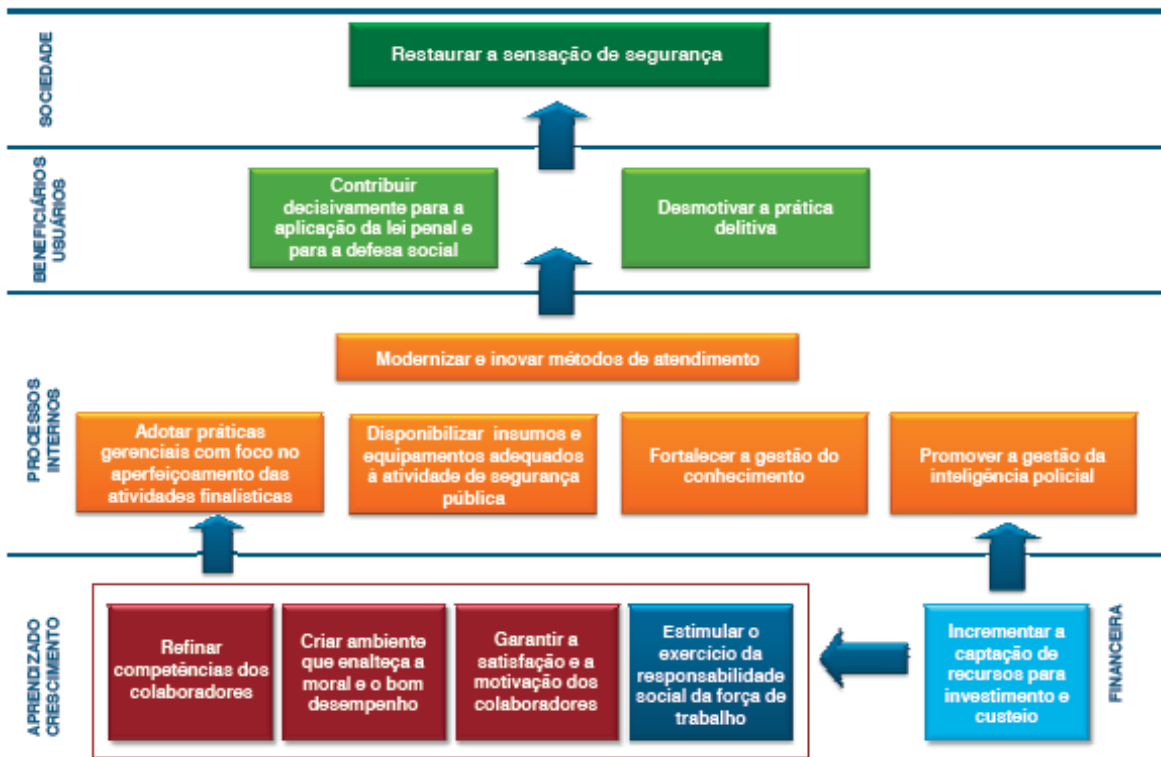 SOCIEDADE
Restaurar a sensação de segurança
BENEFICIÁRIOS
USUÁRIOS
Contribuir
decisivamente para a
aplicação da lei penal e
para a defesa social
Desmotivar a prática
delitiva
PROCESSOS
INTERNOS
Modernizar e inovar métodos de atendimento
Adotar práticas
gerenciais com foco no
aperfeiçoamento das
atividades finalísticas
Disponibilizar insumos e
equipamentos adequados
à atividade de segurança
pública
Fortalecer a gestão do
conhecimento
Promover a gestão da
inteligência policial
APRENDIZADO
CRESCIMENTO
Refinar
competências dos
colaboradores
Criar ambiente
que enalteça a
moral e o bom
desempenho
Garantir a
satisfação e a
motivação dos
colaboradores
Estimular o
exercício da
responsabilidade
social da força de
trabalho
Incrementar a
captação de
recursos para
investimento e
custeio
FINANCEIRA